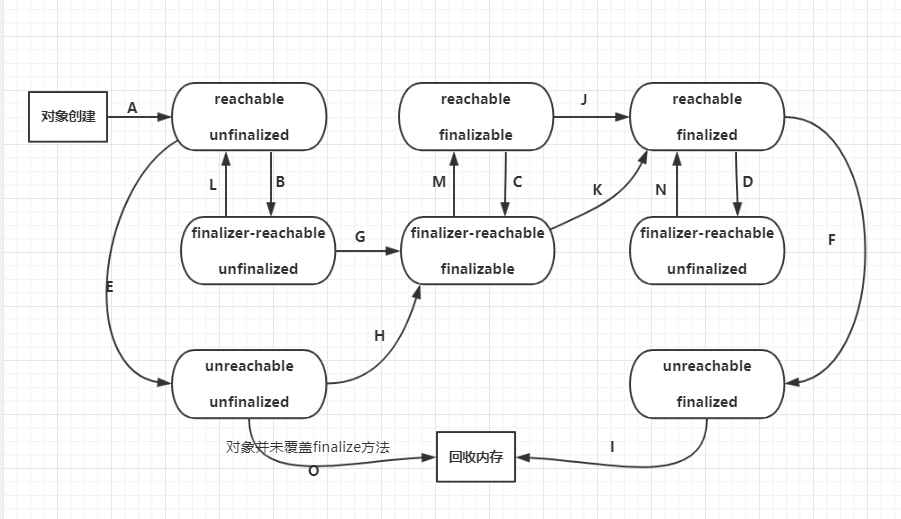 对象创建
A
reachable
unfinalized
reachable
finalizable
J
reachable
finalized
L
B
M
C
K
N
D
finalizer-reachable
unfinalized
G
finalizer-reachable
finalizable
finalizer-reachable
unfinalized
F
E
H
unreachable
unfinalized
unreachable
finalized
对象并未覆盖finalize方法
O
回收内存
I